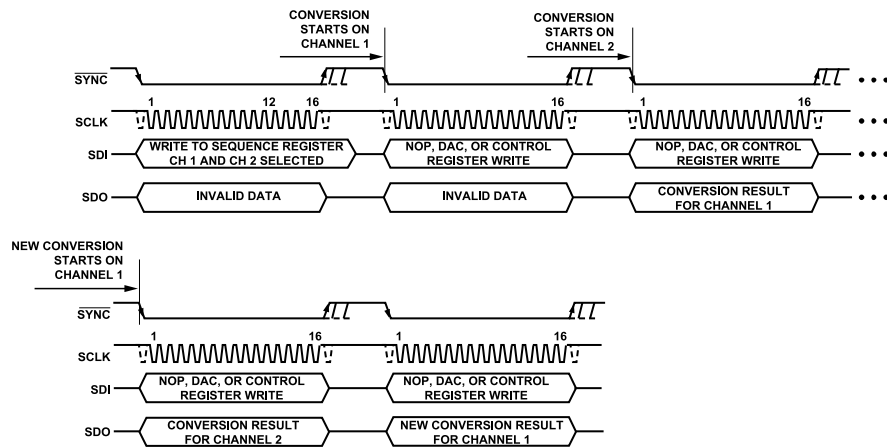 CONVERSION
STARTS ON
CHANNEL 1
CONVERSION
STARTS ON
CHANNEL 2
SYNC
1 12 16 1 16 1 16
SCLK
SDI
WRITE TO SEQUENCE REGISTER
CH 1 AND CH 2 SELECTED
NOP, DAC, OR CONTROL
REGISTER WRITE
NOP, DAC, OR CONTROL
REGISTER WRITE
SDO
INVALID DATA
INVALID DATA
CONVERSION RESULT
FOR CHANNEL 1
NEW CONVERSION
STARTS ON
CHANNEL 1
SYNC
1 16 1 16
SCLK
SDI
NOP, DAC, OR CONTROL
REGISTER WRITE
NOP, DAC, OR CONTROL
REGISTER WRITE
SDO
CONVERSION RESULT
FOR CHANNEL 2
NEW CONVERSION RESULT
FOR CHANNEL 1